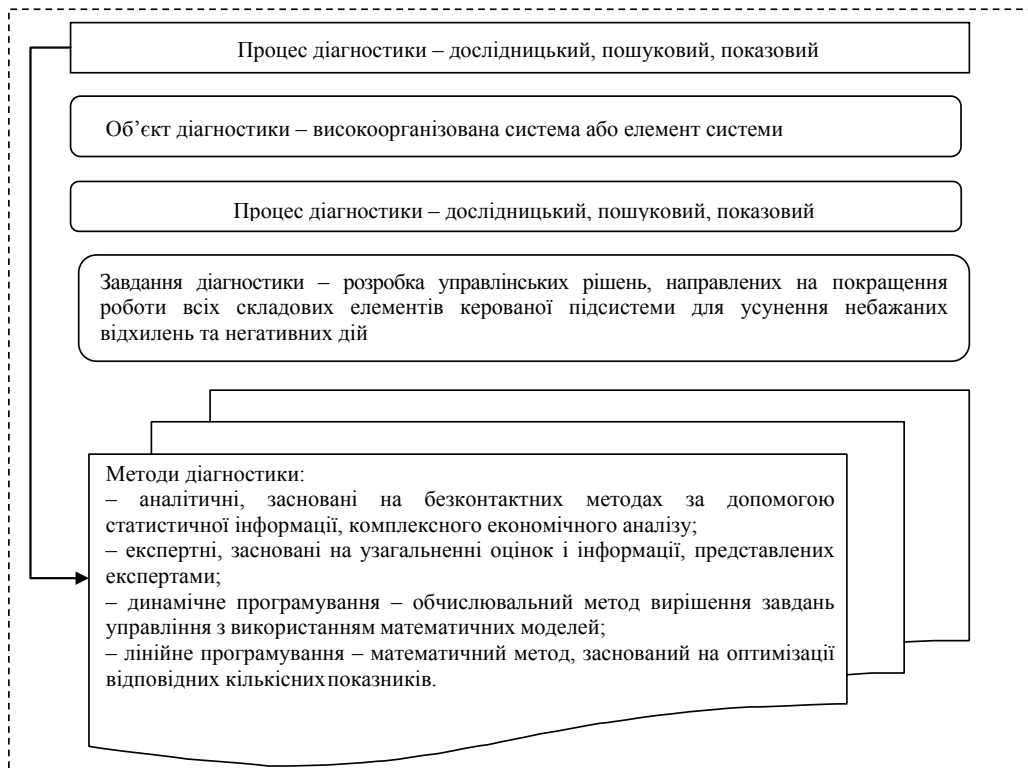 Процес діагностики – дослідницький, пошуковий, показовий
Об’єкт діагностики – високоорганізована система або елемент системи
Процес діагностики – дослідницький, пошуковий, показовий
Завдання діагностики – розробка управлінських рішень, направлених на покращення
роботи всіх складових елементів керованої підсистеми для усунення небажаних
відхилень та негативних дій
Методи діагностики:
– аналітичні, засновані на безконтактних методах за допомогою
статистичної інформації, комплексного економічного аналізу;
– експертні, засновані на узагальненні оцінок і інформації, представлених
експертами;
– динамічне програмування – обчислювальний метод вирішення завдань
управління з використанням математичних моделей;
– лінійне програмування – математичний метод, заснований на оптимізації
відповідних кількісних показників.